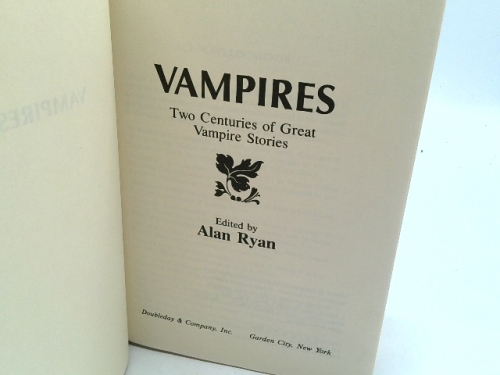 VAMPIRES
Two Centuries of Great
Vampire Stories
Edited by
Alan Ryan
Doubleday & Company, Inc. Garden City, New York